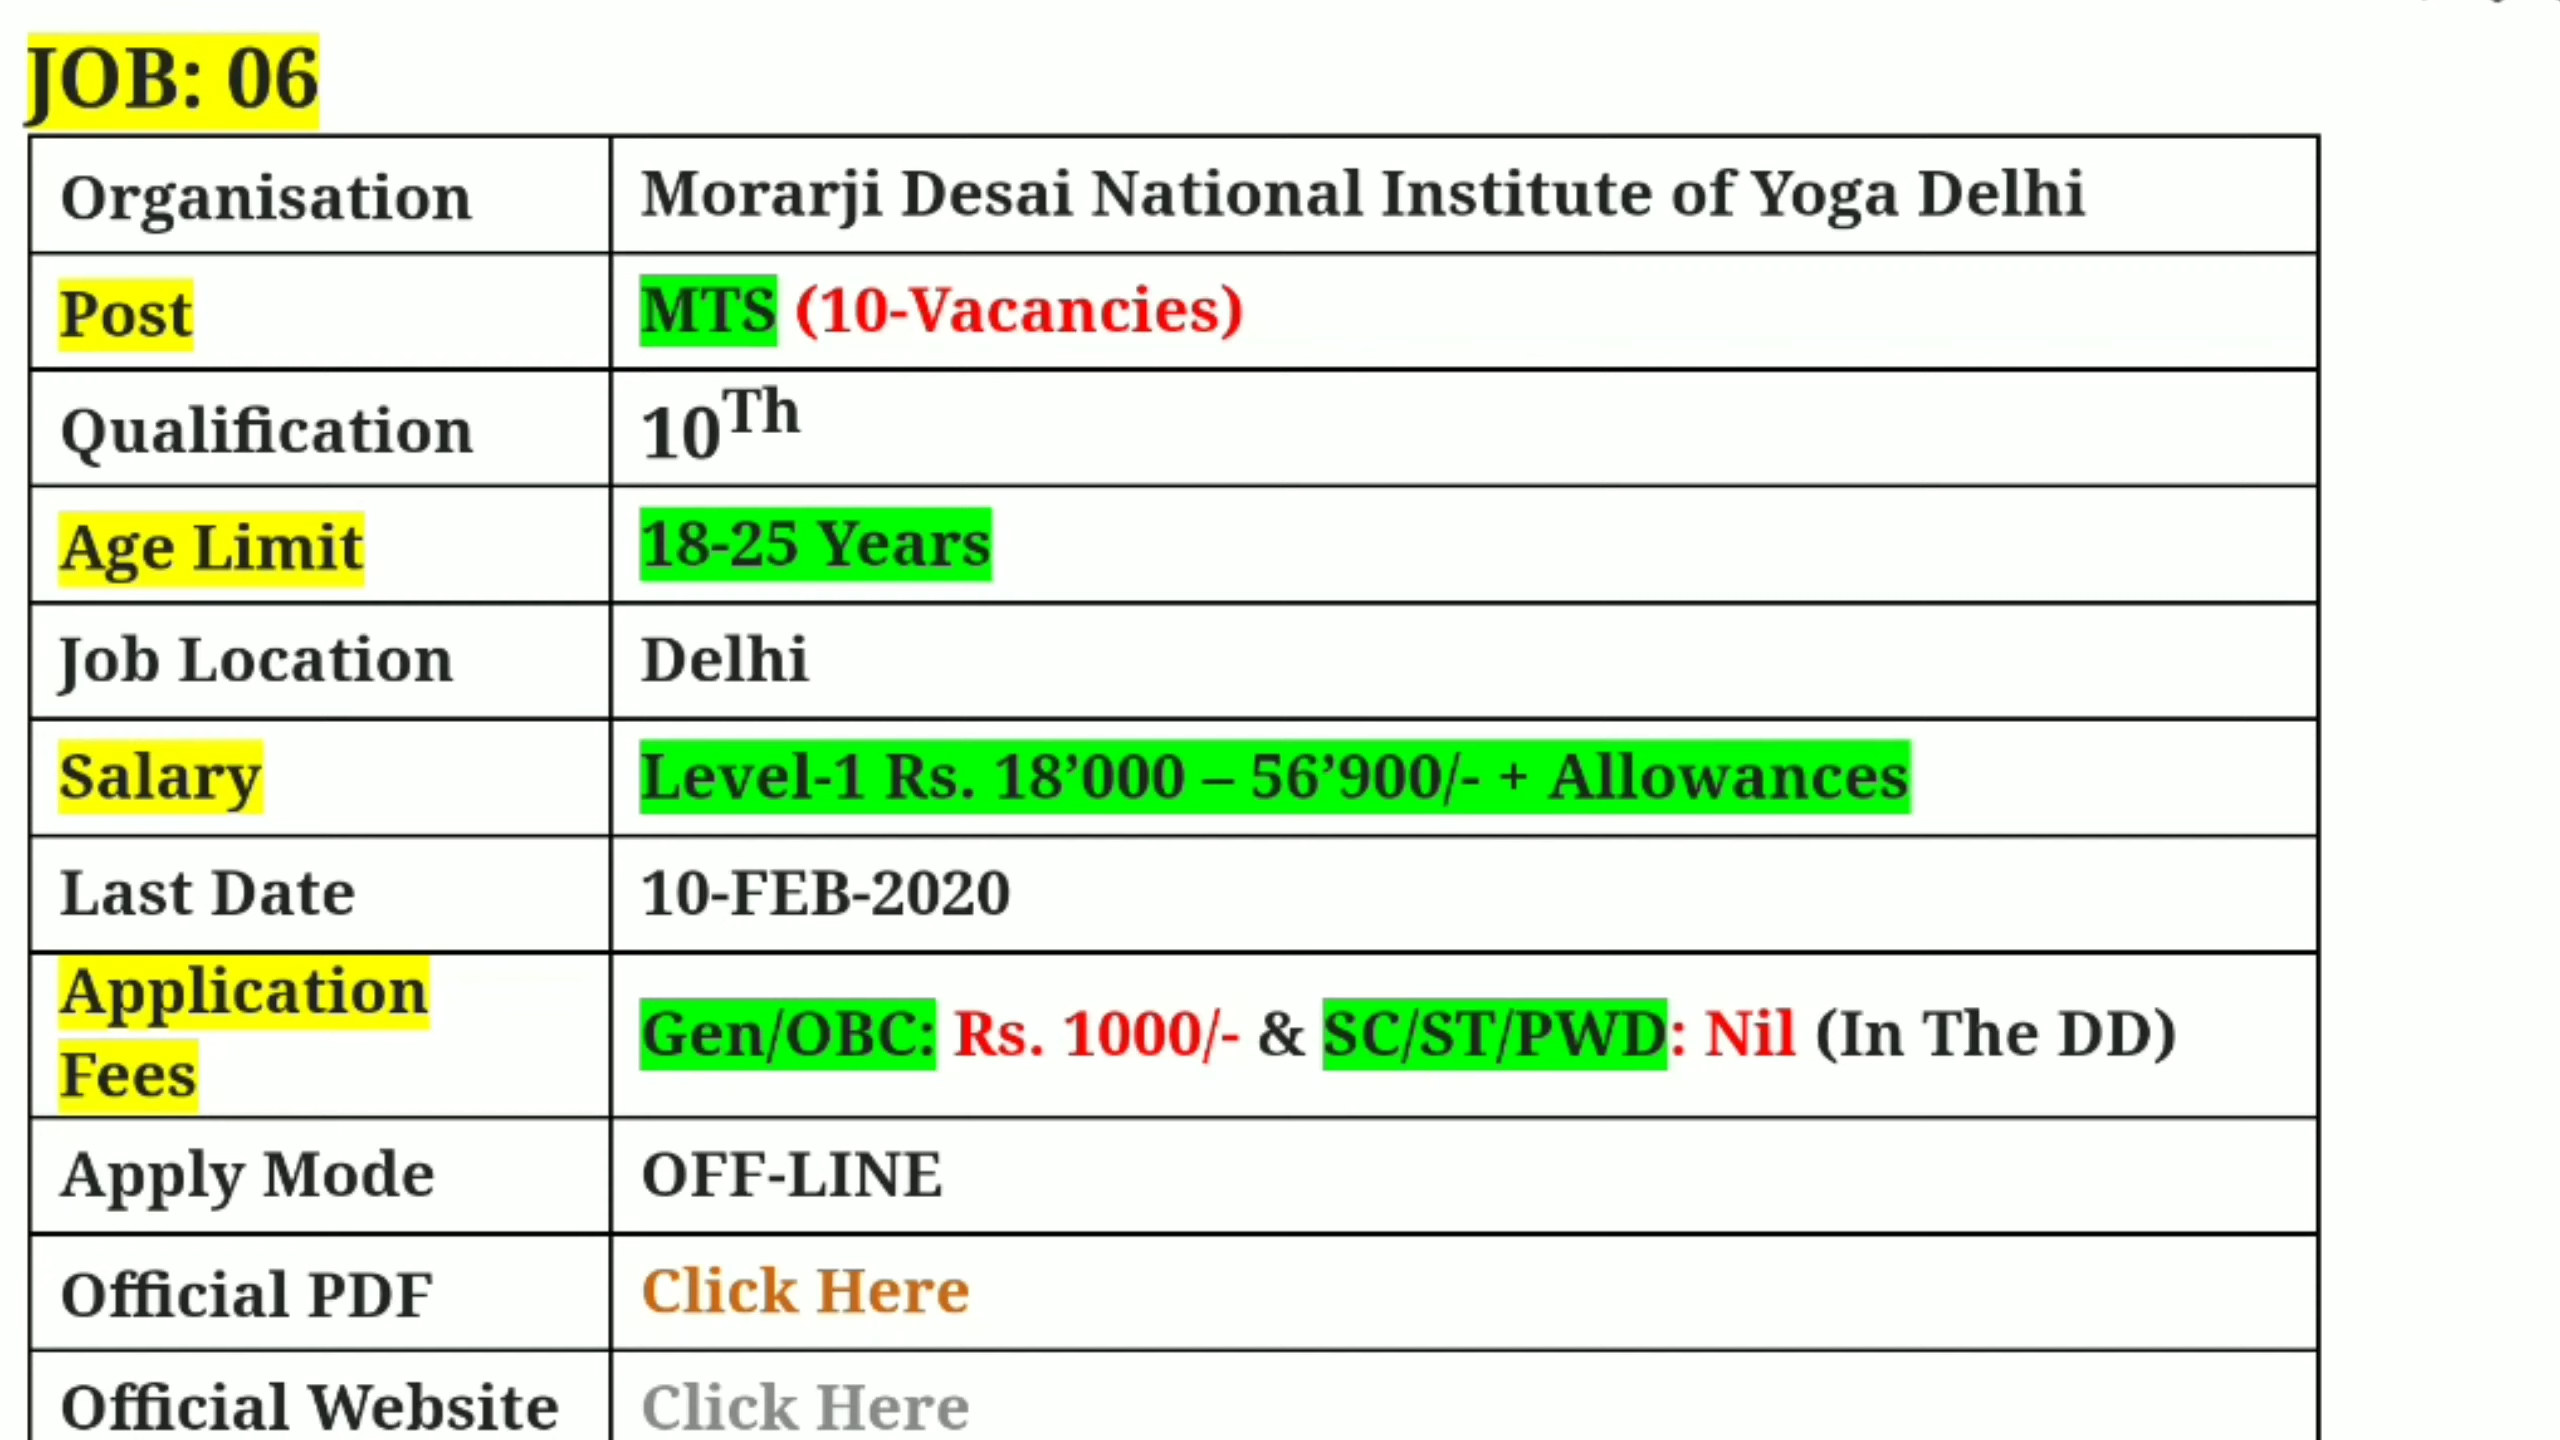 JOB: 06
Organisation Morarji Desai National Institute of Yoga Delhi
Post MTS (10-Vacancies)
Qualification 10Th
Age Limit 18-25 Years
Job Location Delhi
Salary Level-1 Rs. 18’000 – 56’900/- + Allowances
Last Date 10-FEB-2020
Application
Fees
Gen/OBC: Rs. 1000/- & SC/ST/PWD: Nil (In The DD)
Apply Mode OFF-LINE
Official PDF Click Here
Official Website Click Here